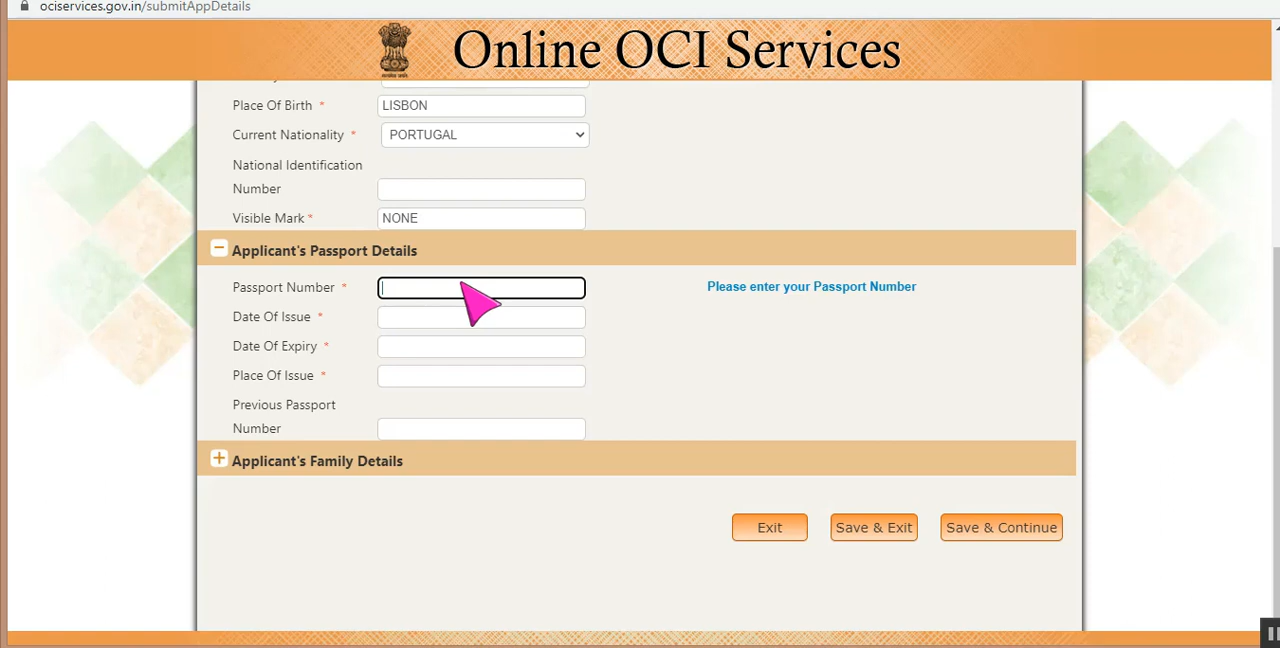 ociservices.gov.in/submitAppDetails
Online OCI Services
Place Of Birth * LISBON
Current Nationality * PORTUGAL
National Identification
Number
Visible Mark * NONE
Applicant's Passport Details
Passport Number * Please enter your Passport Number
Date Of Issue *
Date Of Expiry *
Place Of Issue *
Previous Passport
Number
Applicant's Family Details
Exit Save & Exit Save & Continue